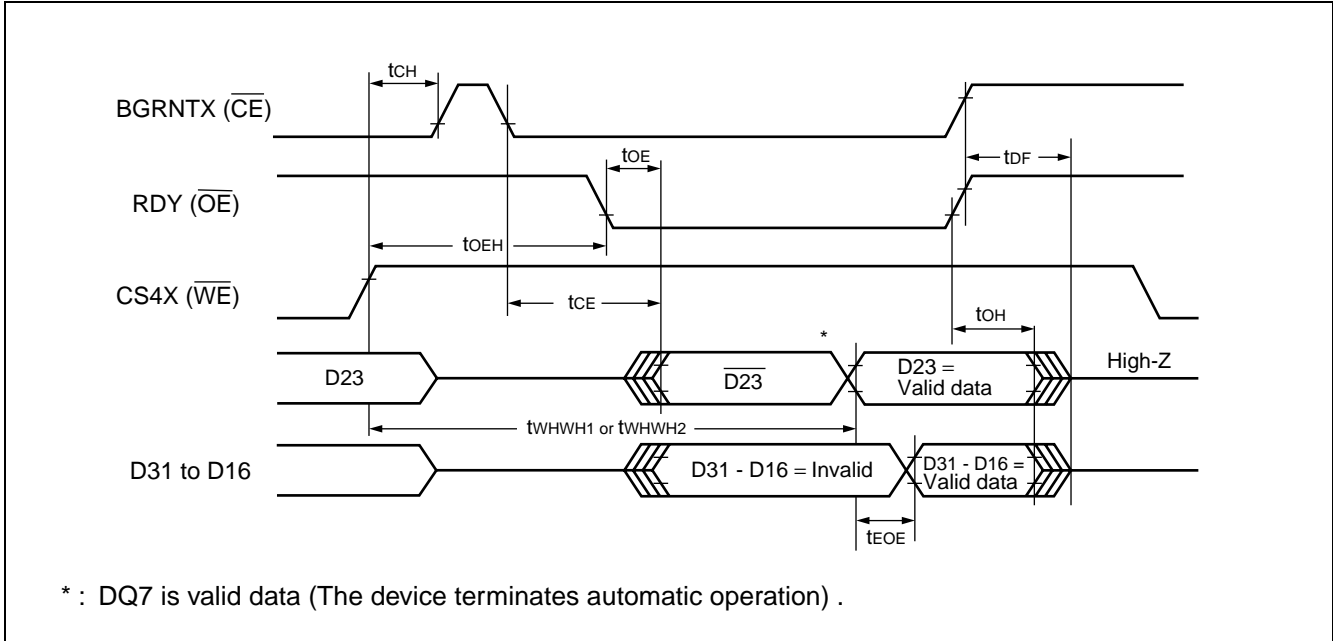 tCH
BGRNTX (CE)
tOE
tDF
RDY (OE)
tOEH
CS4X (WE)
tCE
tOH
*
High-Z
D23
D23
D23 =
Valid data
tWHWH1 or tWHWH2
D31 to D16
D31 - D16 = Invalid
D31 - D16 =
Valid data
tEOE
* : DQ7 is valid data (The device terminates automatic operation) .